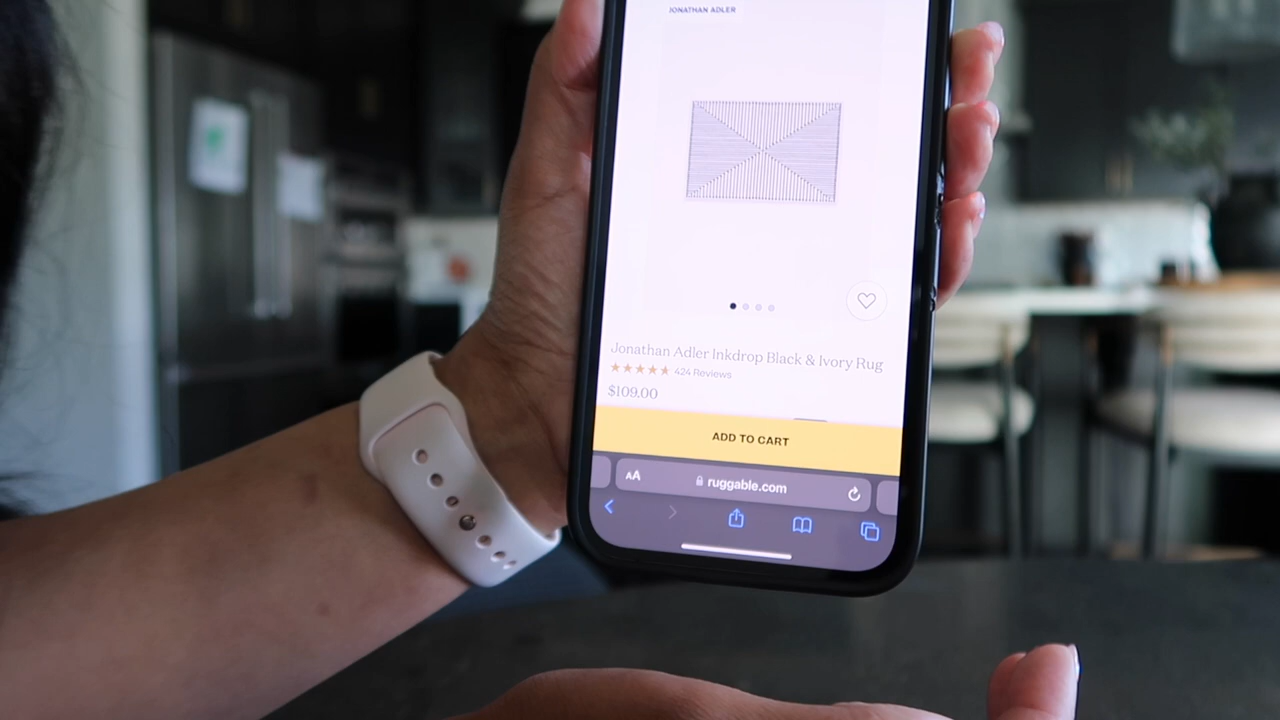 JONATHAN ADLER
Jonathan Adler Inkdrop Black & Ivory Rug
424 Reviews
$109.00
ADD TO CART
AA
ruggable.com